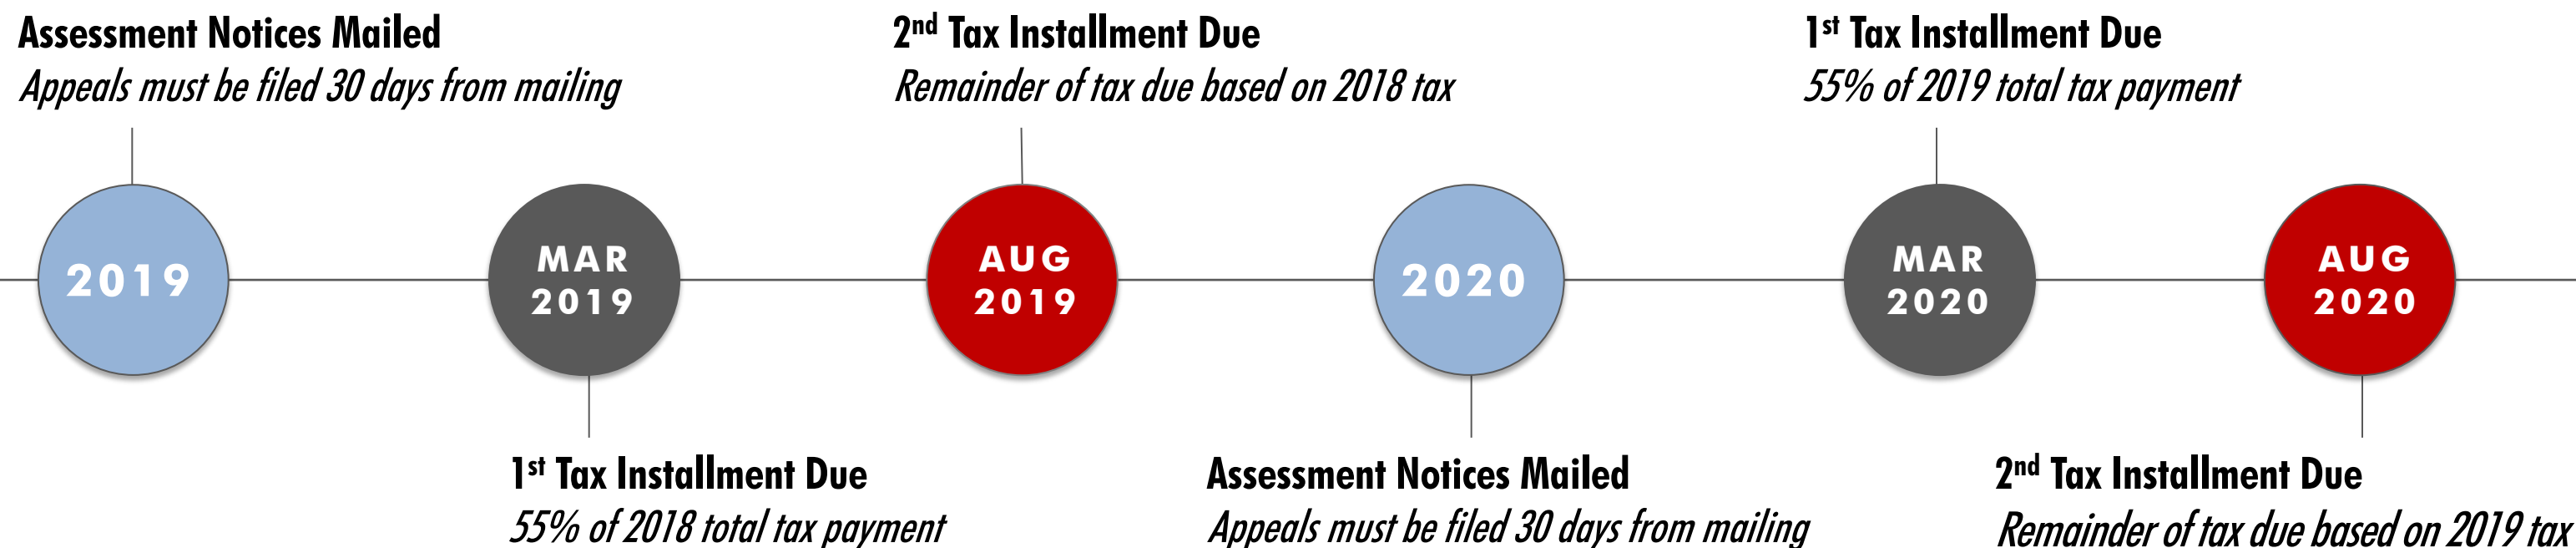 Assessment Notices Mailed
Appeals must be filed 30 days from mailing
2nd Tax Installment Due
Remainder of tax due based on 2018 tax
1st Tax Installment Due
55% of 2019 total tax payment
2019
MAR
2019
AUG
2019
2020
MAR
2020
AUG
2020
1st Tax Installment Due
55% of 2018 total tax payment
Assessment Notices Mailed
Appeals must be filed 30 days from mailing
2nd Tax Installment Due
Remainder of tax due based on 2019 tax